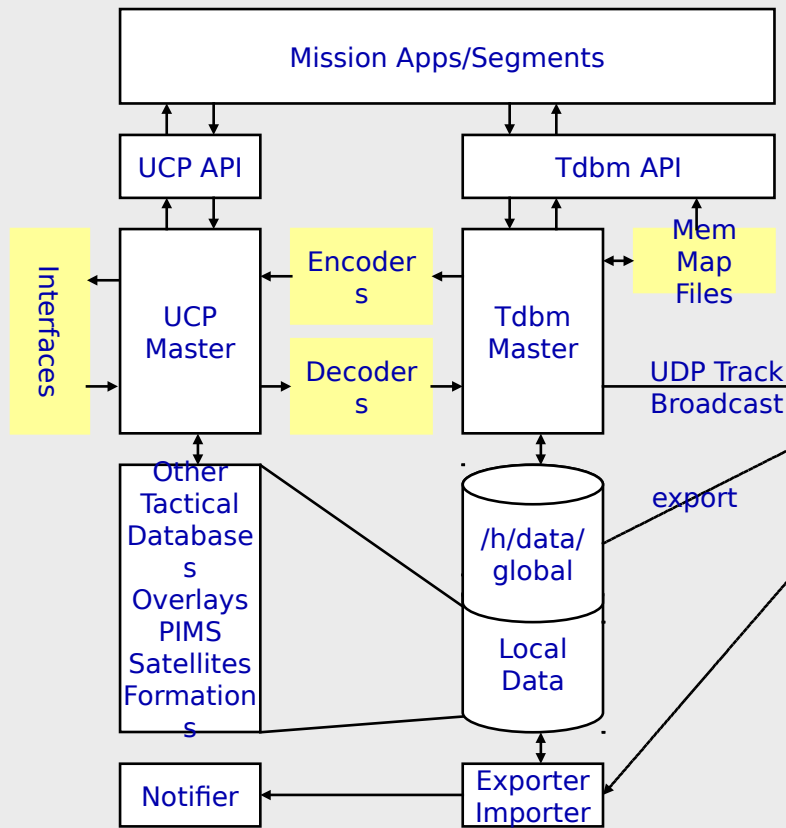 Mission Apps/Segments
UCP API
Tdbm API
Interfaces
UCP
Master
Encoder
s
Decoder
s
Tdbm
Master
Mem
Map
Files
UDP Track
Broadcast
Other
Tactical
Database
s
Overlays
PIMS
Satellites
Formation
s
/h/data/
global
Local
Data
export
Notifier
Exporter
Importer